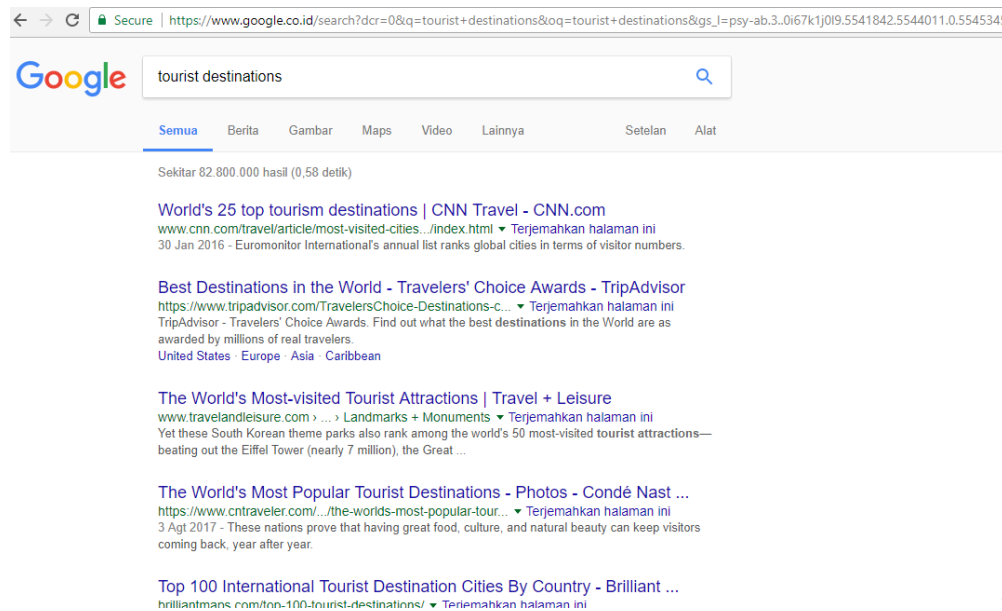 Secure | https://www.google.co.id/search?dcr=0&q=tourist+destinations&oq=tourist+destinations&gs_l=psy-ab.3..0i67k1j0l9.5541842.5544011.0.5545345
Google
tourist destinations
Semua Berita Gambar Maps Video Lainnya Setelan Alat
Sekitar 82.800.000 hasil (0,58 detik)
World's 25 top tourism destinations | CNN Travel - CNN.com
www.cnn.com/travel/article/most-visited-cities.../index.html ▼ Terjemahkan halaman ini
30 Jan 2016 - Euromonitor International's annual list ranks global cities in terms of visitor numbers.
Best Destinations in the World - Travelers' Choice Awards - TripAdvisor
https://www.tripadvisor.com/TravelersChoice-Destinations-c... ▼ Terjemahkan halaman ini
TripAdvisor - Travelers' Choice Awards. Find out what the best destinations in the World are as
awarded by millions of real travelers.
United States · Europe · Asia · Caribbean
The World's Most-visited Tourist Attractions | Travel + Leisure
www.travelandleisure.com › ... › Landmarks + Monuments ▼ Terjemahkan halaman ini
Yet these South Korean theme parks also rank among the world's 50 most-visited tourist attractions—
beating out the Eiffel Tower (nearly 7 million), the Great ...
The World's Most Popular Tourist Destinations - Photos - Condé Nast ...
https://www.cntraveler.com/.../the-worlds-most-popular-tour... ▼ Terjemahkan halaman ini
3 Agt 2017 - These nations prove that having great food, culture, and natural beauty can keep visitors
coming back, year after year.
Top 100 International Tourist Destination Cities By Country - Brilliant ...
brilliantmaps.com/top-100-tourist-destinations/ ▼ Terjemahkan halaman ini